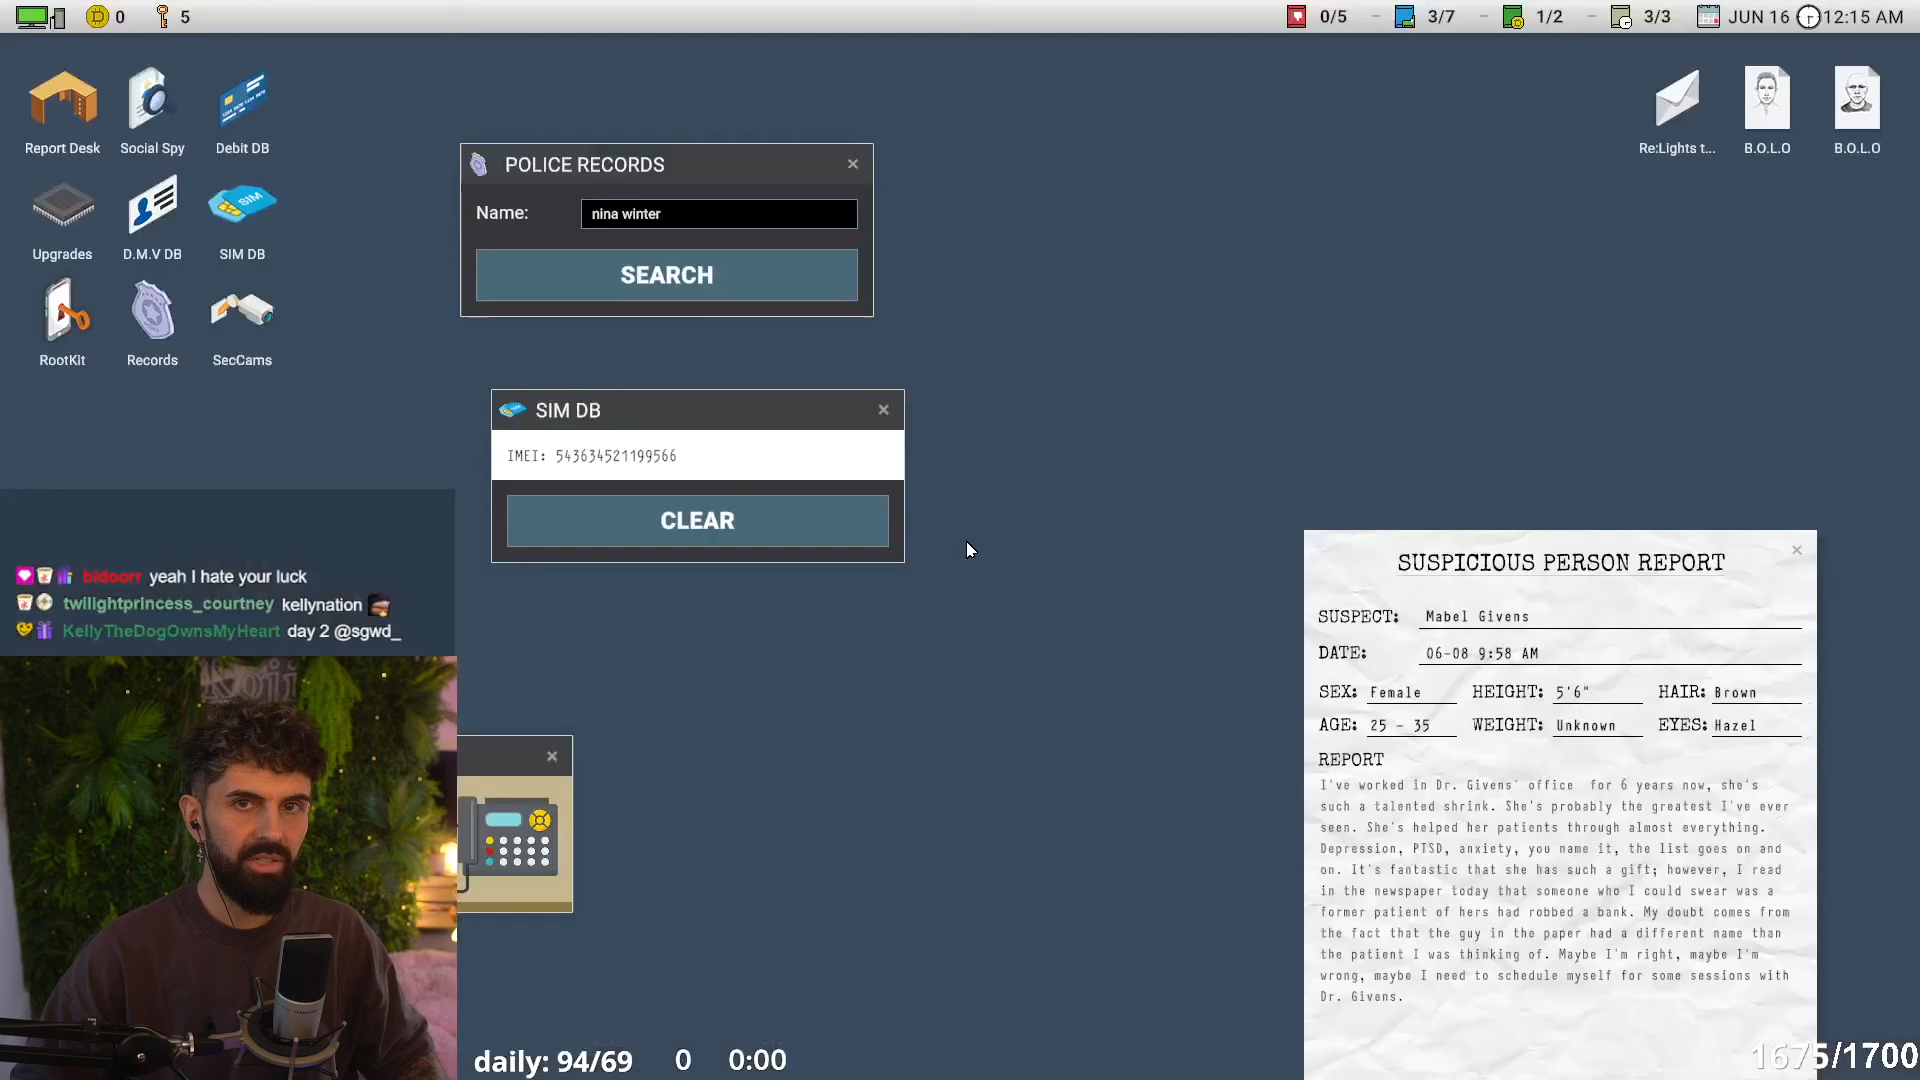 0
5
0/5
3/7
1/2
3/3
JUN 16
12:15 AM
Report Desk
Social Spy
Debit DB
Upgrades
D.M.V DB
SIM DB
RootKit
Records
SecCams
Re:Lights t...
B.O.L.O
B.O.L.O
POLICE RECORDS
Name:
nina winter
SEARCH
SIM DB
IMEI: 543634521199566
CLEAR
bidoorr yeah I hate your luck
twilightprincess_courtney kellynation
KellyTheDogOwnsMyHeart day 2 @sgwd_
SUSPICIOUS PERSON REPORT
SUSPECT: Mabel Givens
DATE: 06-08 9:58 AM
SEX: Female HEIGHT: 5'6" HAIR: Brown
AGE: 25 - 35 WEIGHT: Unknown EYES: Hazel
REPORT
I've worked in Dr. Givens' office for 6 years now, she's
such a talented shrink. She's probably the greatest I've ever
seen. She's helped her patients through almost everything.
Depression, PTSD, anxiety, you name it, the list goes on and
on. It's fantastic that she has such a gift; however, I read
in the newspaper today that someone who I could swear was a
former patient of hers had robbed a bank. My doubt comes from
the fact that the guy in the paper had a different name than
the patient I was thinking of. Maybe I'm right, maybe I'm
wrong, maybe I need to schedule myself for some sessions with
Dr. Givens.
daily: 94/69 0 0:00
1675/1700